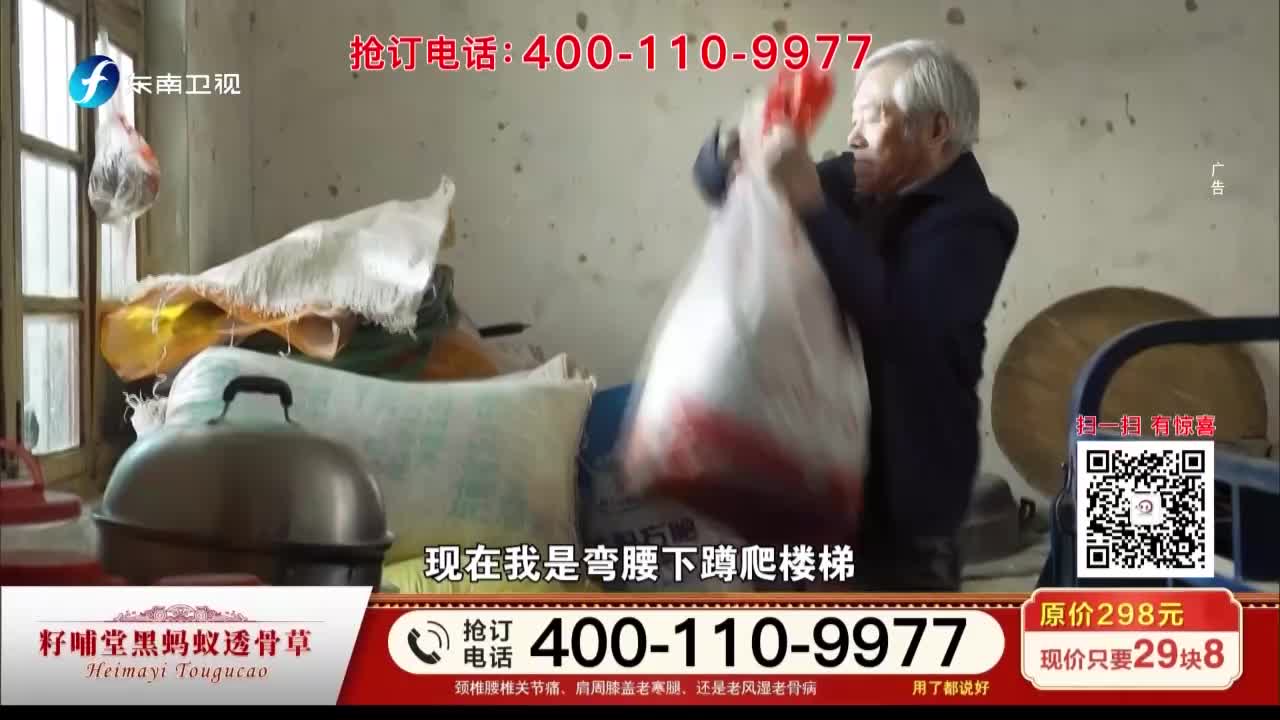 抢订电话:400-110-9977
东南卫视
广告
扫一扫 有惊喜
现在我是弯腰下蹲爬楼梯
籽哺堂黑蚂蚁透骨草
Heimayi Tougucao
抢订
电话
400-110-9977
原价298元
现价只要29块8
颈椎腰椎关节痛、肩周膝盖老寒腿、还是老风湿老骨病
用了都说好